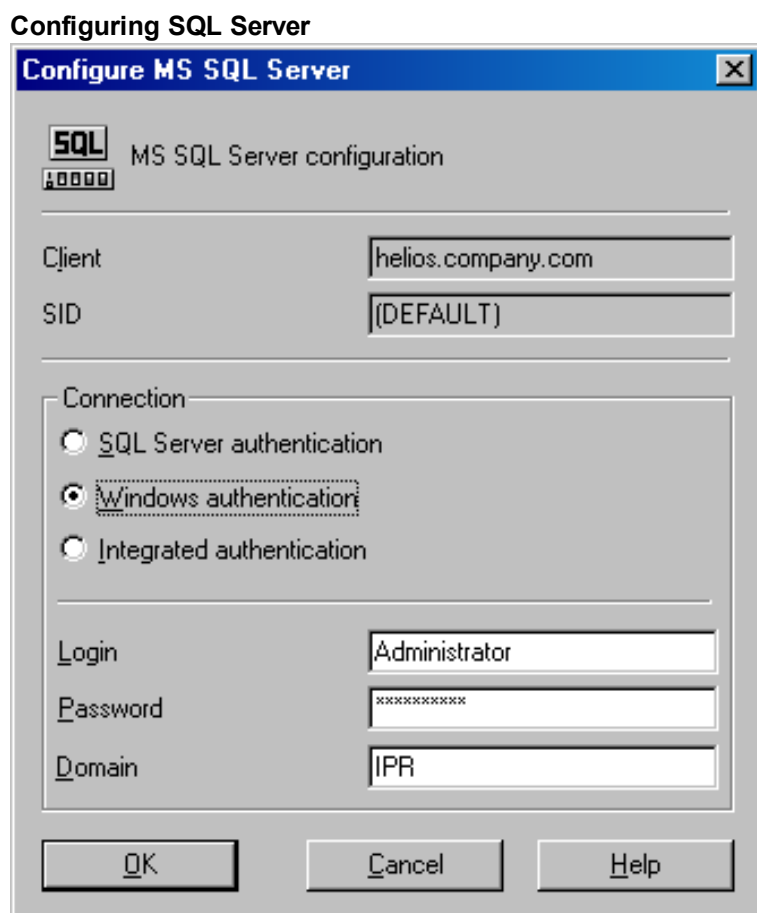 Configuring SQL Server
Configure MS SQL Server
SQL
MS SQL Server configuration
Client helios.company.com
SID (DEFAULT)
Connection
SQL Server authentication
Windows authentication
Integrated authentication
Login Administrator
Password **********
Domain IPR
OK Cancel Help